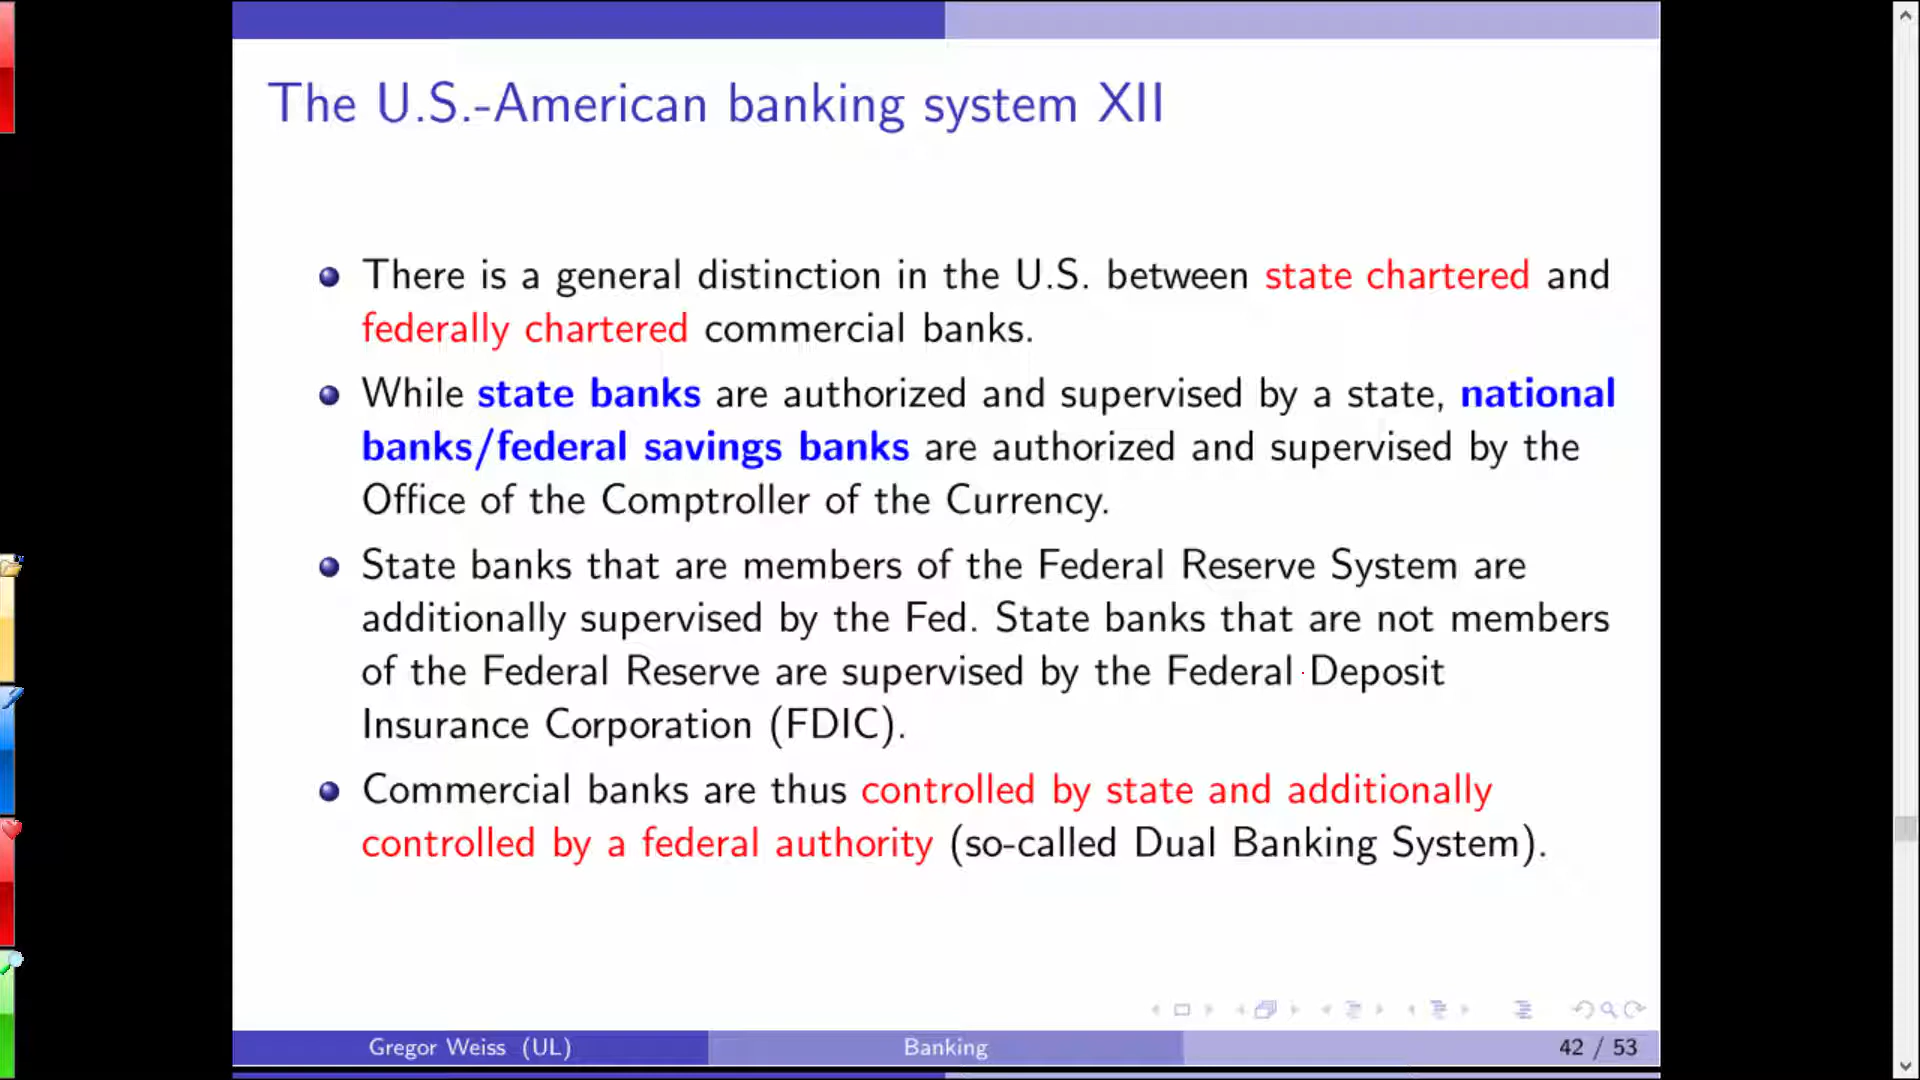 The U.S.-American banking system XII
There is a general distinction in the U.S. between state chartered and
federally chartered commercial banks.
While state banks are authorized and supervised by a state, national
banks/federal savings banks are authorized and supervised by the
Office of the Comptroller of the Currency.
State banks that are members of the Federal Reserve System are
additionally supervised by the Fed. State banks that are not members
of the Federal Reserve are supervised by the Federal Deposit
Insurance Corporation (FDIC).
Commercial banks are thus controlled by state and additionally
controlled by a federal authority (so-called Dual Banking System).
Gregor Weiss (UL) Banking 42 / 53